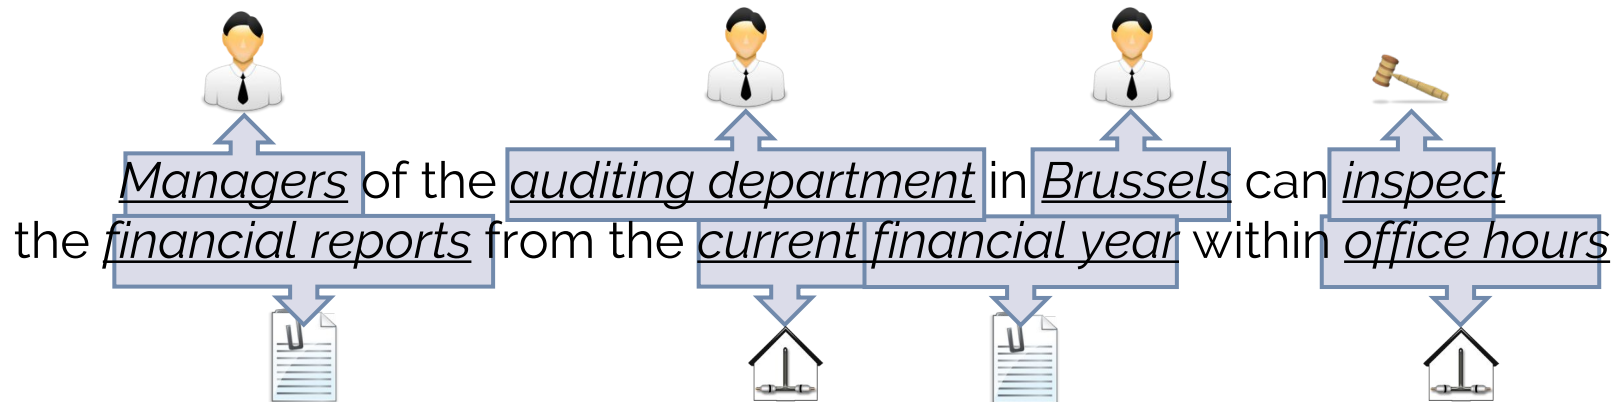 Managers of the auditing department in Brussels can inspect
the financial reports from the current financial year within office hours